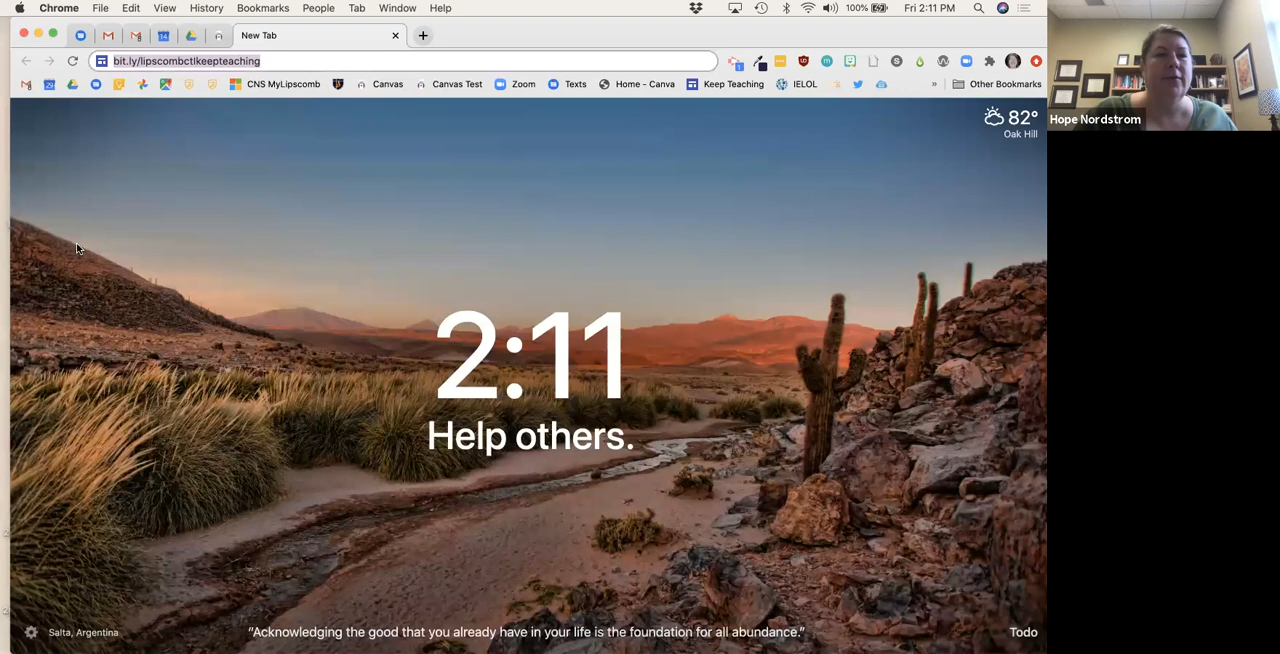 Chrome File Edit View History Bookmarks People Tab Window Help 100% Fri 2:11 PM
14 New Tab
bit.ly/lipscombctlkeepteaching
CNS MyLipscomb Canvas Canvas Test Zoom Texts Home - Canva Keep Teaching IELOL » Other Bookmarks
Hope Nordstrom
82°
Oak Hill
2:11
Help others.
Salta, Argentina
"Acknowledging the good that you already have in your life is the foundation for all abundance."
Todo